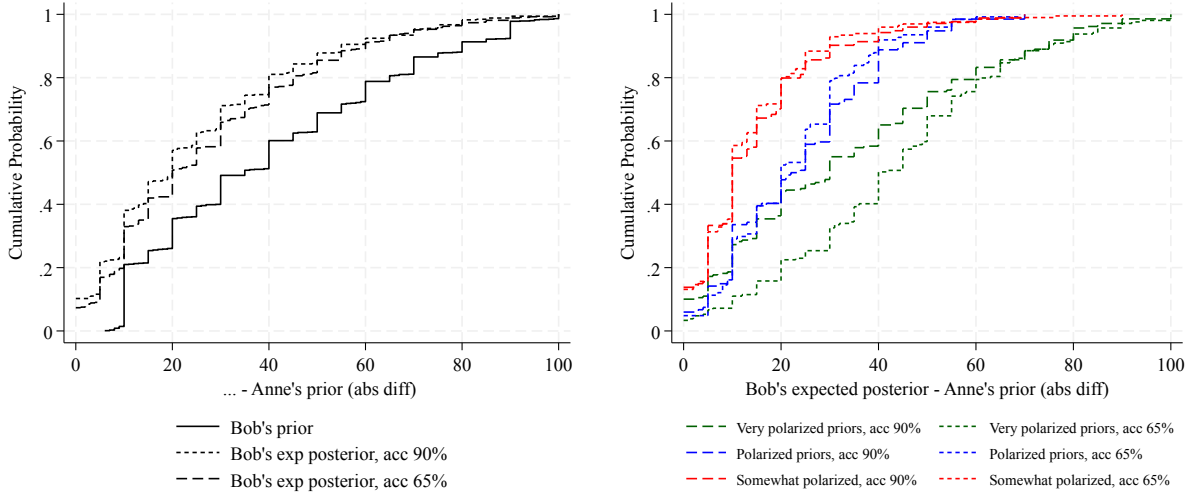 Cumulative Probability
1
.8
.6
.4
.2
0
0 20 40 60 80 100
... - Anne's prior (abs diff)
Bob's prior
Bob's exp posterior, acc 90%
Bob's exp posterior, acc 65%
Cumulative Probability
1
.8
.6
.4
.2
0
0 20 40 60 80 100
Bob's expected posterior - Anne's prior (abs diff)
Very polarized priors, acc 90% Very polarized priors, acc 65%
Polarized priors, acc 90% Polarized priors, acc 65%
Somewhat polarized, acc 90% Somewhat polarized, acc 65%